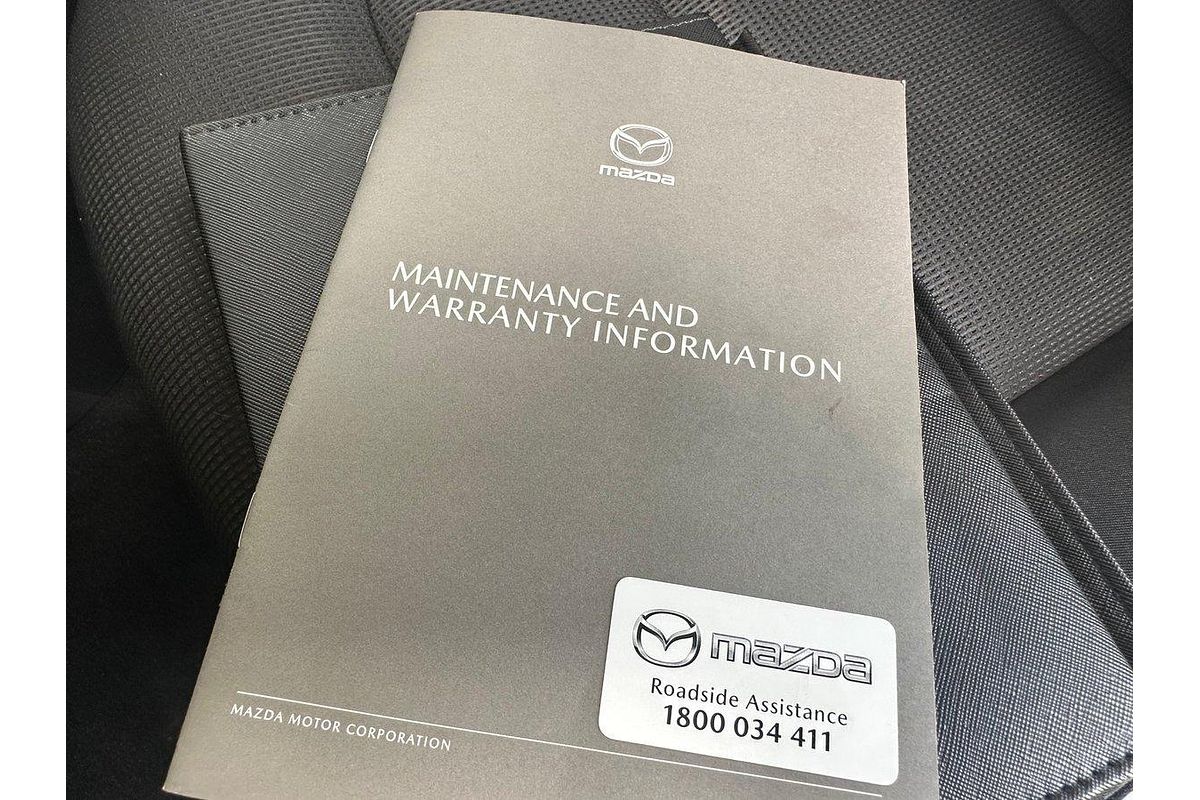 mazda
MAINTENANCE AND
WARRANTY INFORMATION
mazda
Roadside Assistance
1800 034 411
MAZDA MOTOR CORPORATION